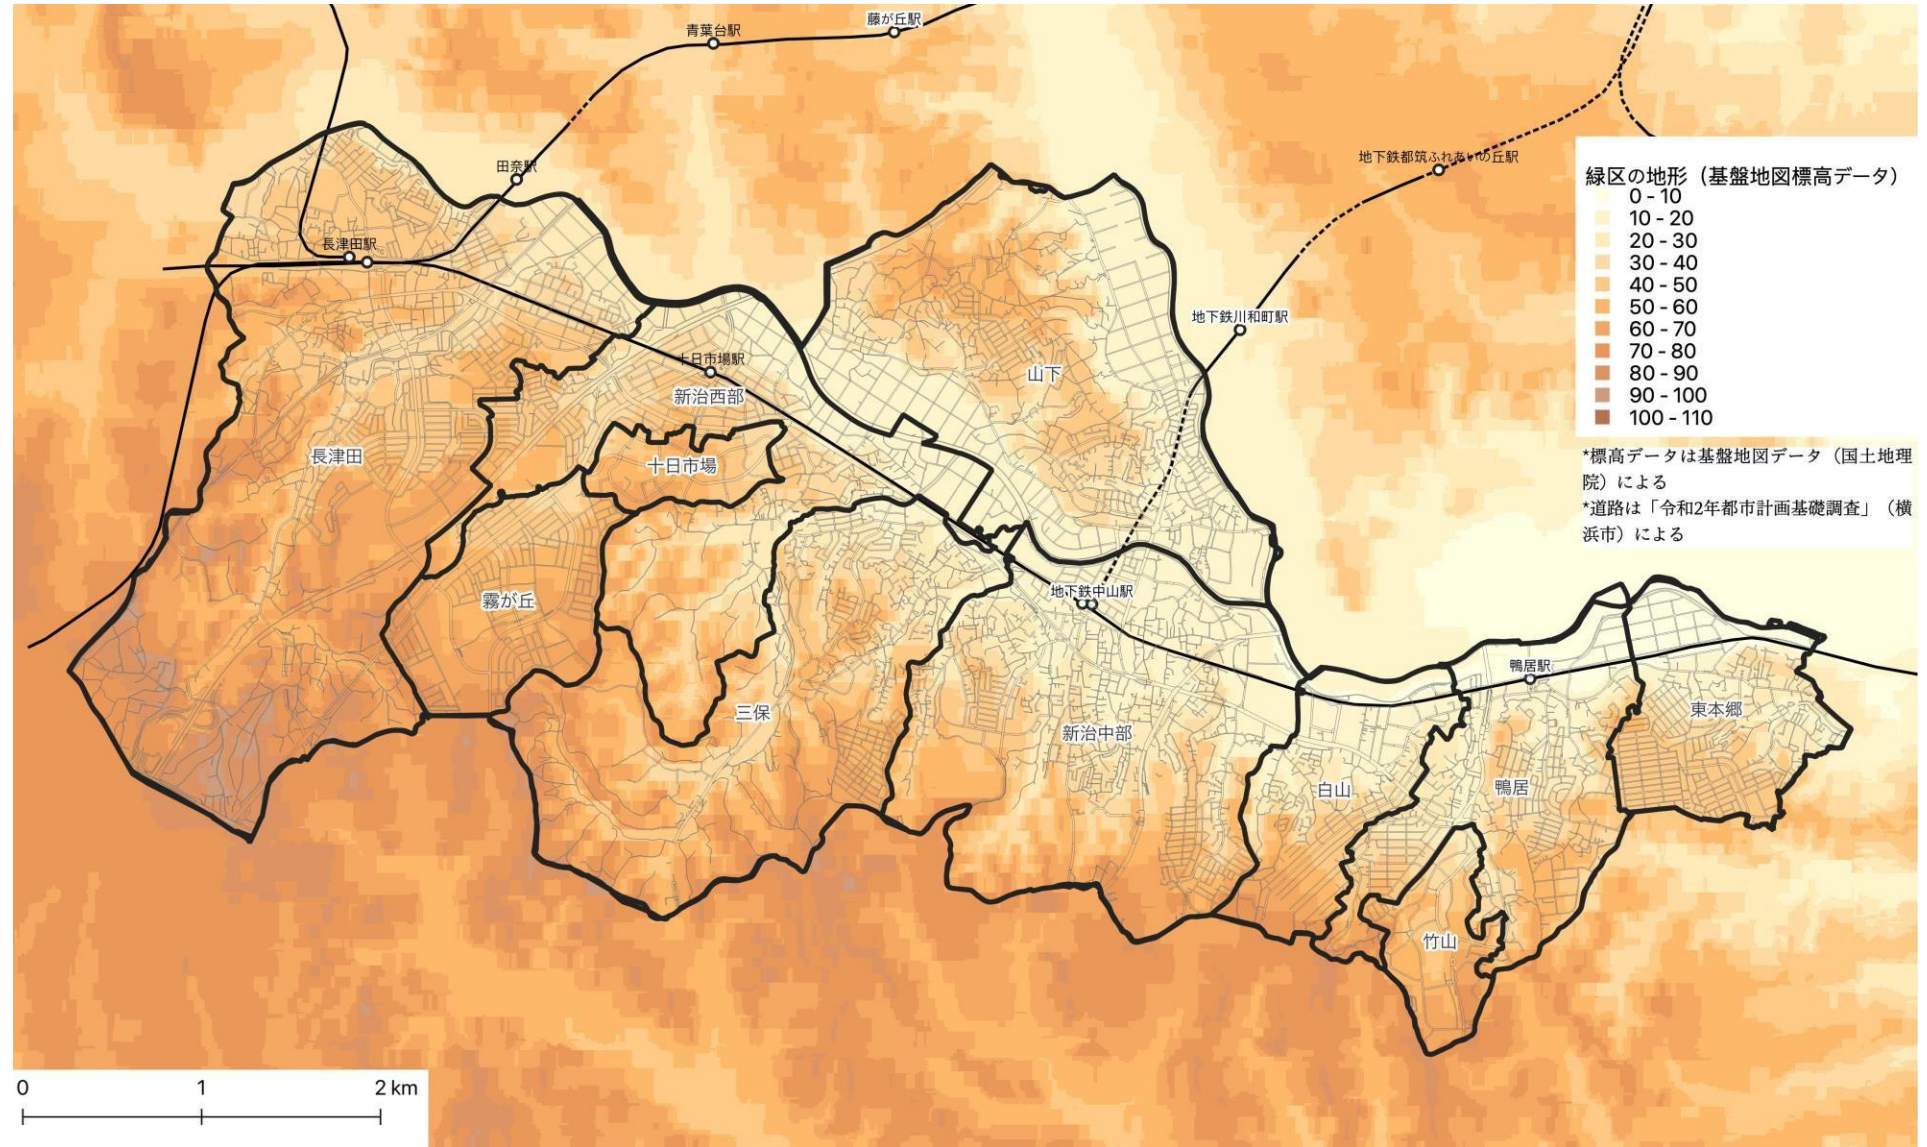 藤が丘駅
青葉台駅
田奈駅
地下鉄都筑ふれあいの丘駅
緑区の地形（基盤地図標高データ）
0 - 10
10 - 20
20 - 30
30 - 40
40 - 50
50 - 60
60 - 70
70 - 80
80 - 90
90 - 100
100 - 110
*標高データは基盤地図データ（国土地理
院）による
*道路は「令和2年都市計画基礎調査」（横
浜市）による
長津田駅
地下鉄川和町駅
十日市場駅
山下
新治西部
長津田
十日市場
霧が丘
地下鉄中山駅
鴨居駅
三保
新治中部
東本郷
白山
鴨居
竹山
0 1 2 km